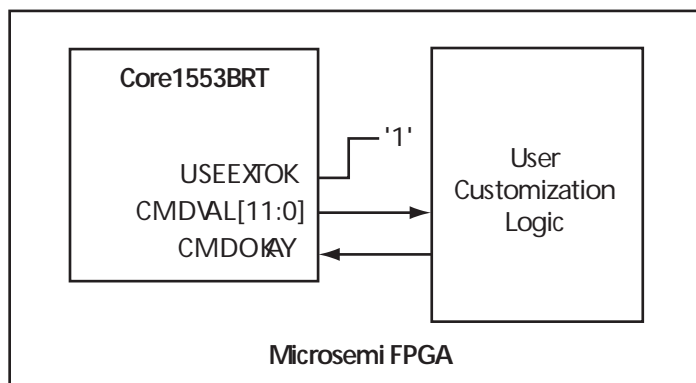 Core1553BRT
'1'
USEEXTOK
CMDVAL[11:0]
CMDOKAY
User
Customization
Logic
Microsemi FPGA